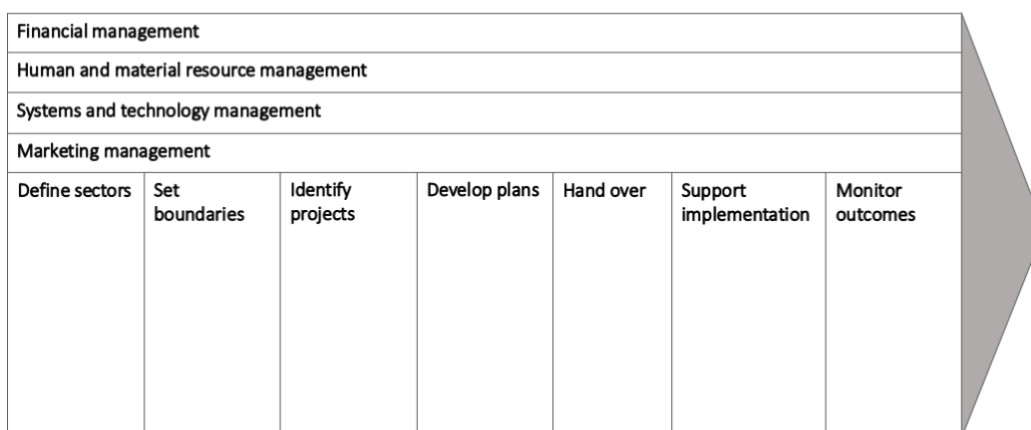 Financial management
Human and material resource management
Systems and technology management
Marketing management
Define sectors
Set
boundaries
Identify
projects
Develop plans
Hand over
Support
implementation
Monitor
outcomes